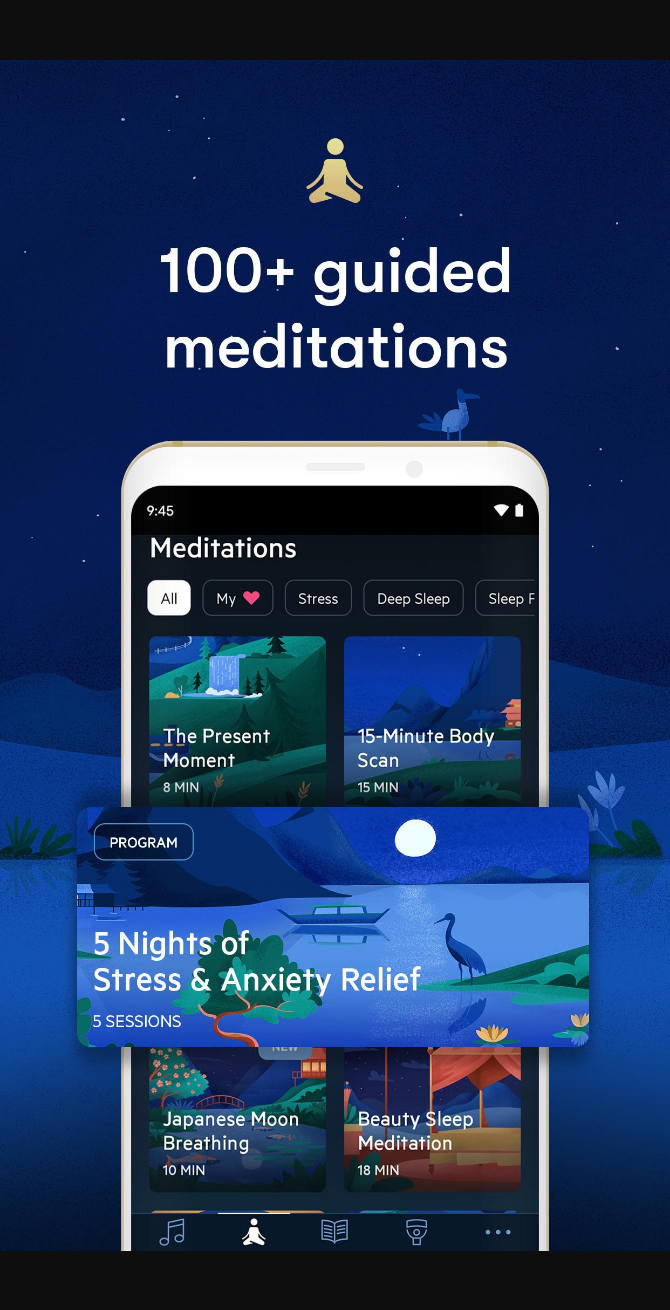 100+ guided
meditations
9:45
Meditations
All
My
Stress
Deep Sleep
Sleep F
The Present
Moment
8 MIN
15-Minute Body
Scan
15 MIN
PROGRAM
5 Nights of
Stress & Anxiety Relief
5 SESSIONS
NEW
Japanese Moon
Breathing
10 MIN
Beauty Sleep
Meditation
18 MIN